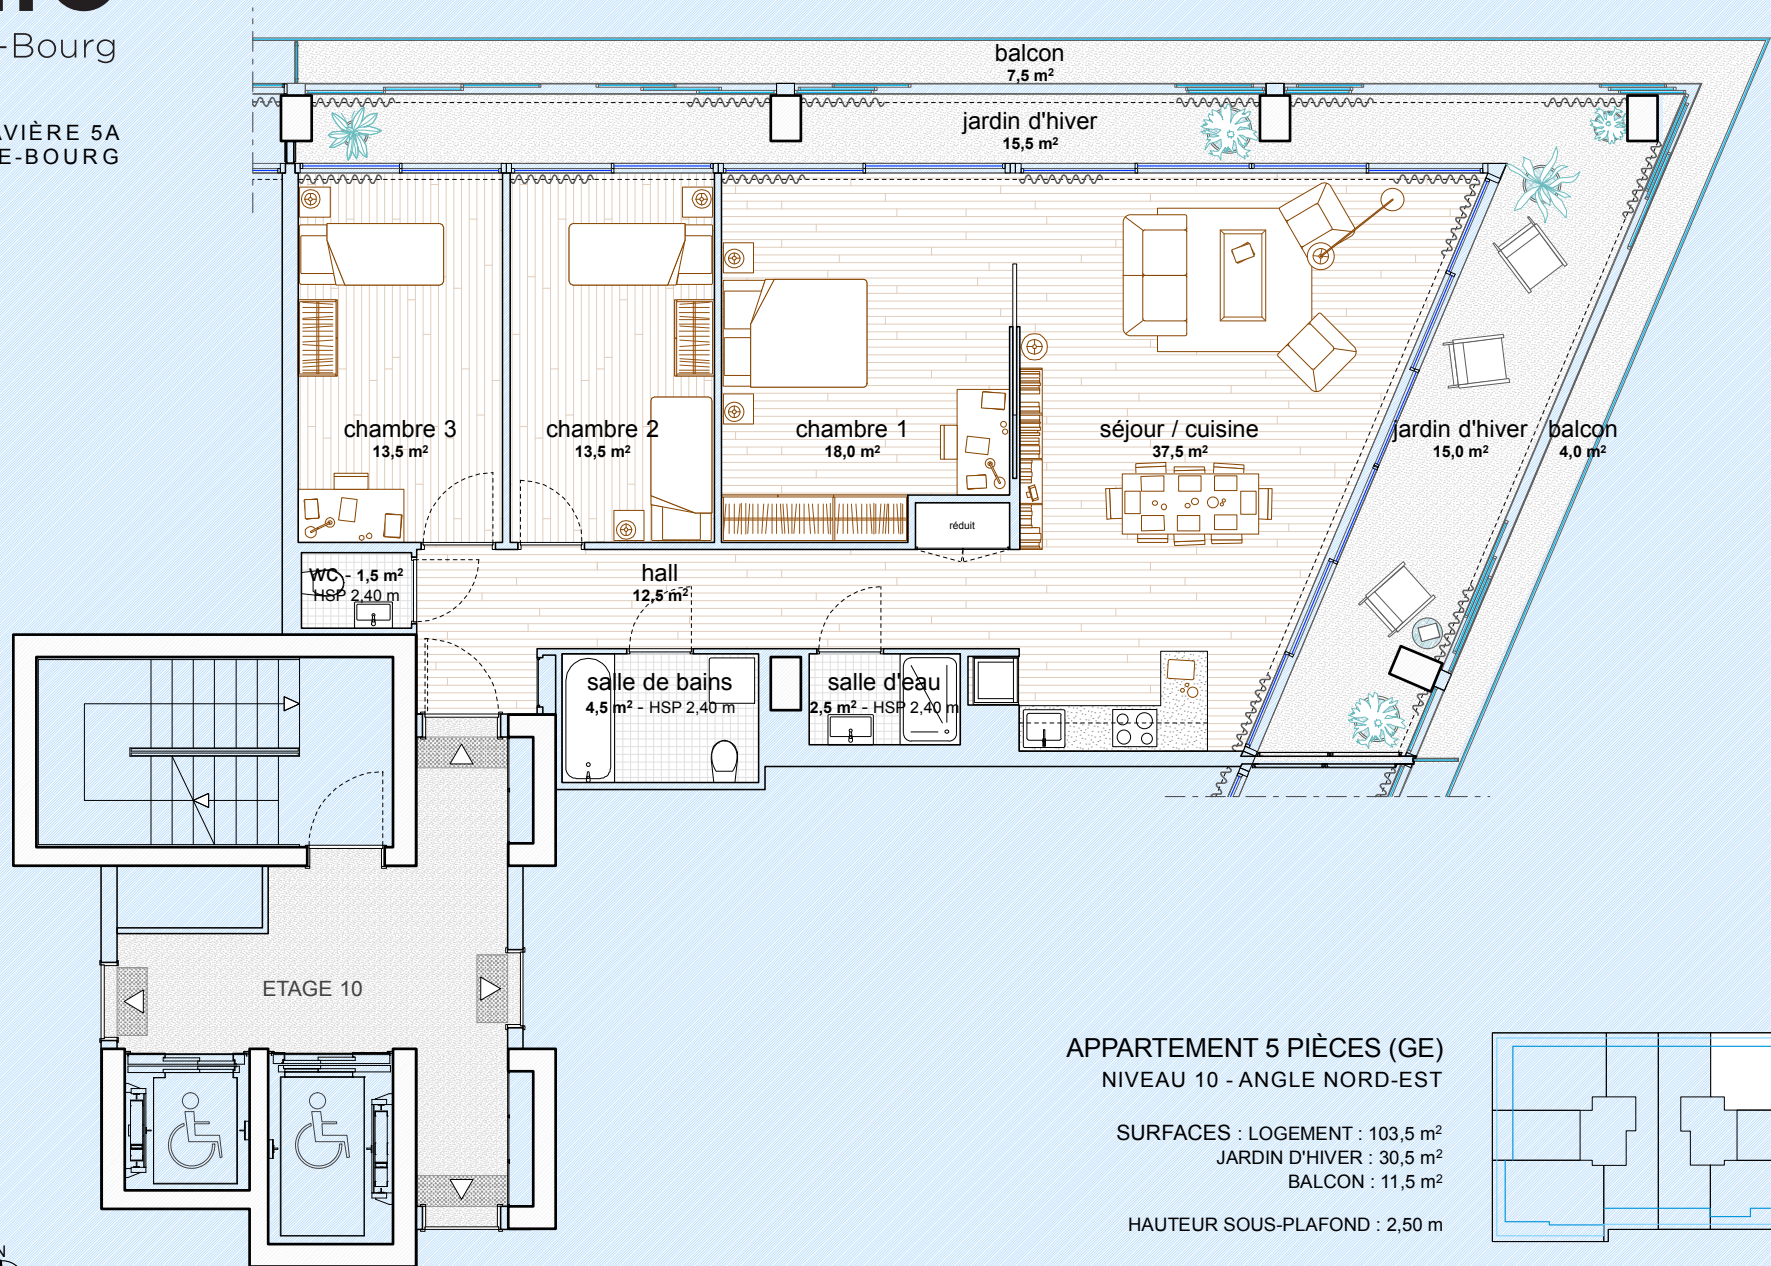 -Bourg
5A
E-BOURG
balcon
7,5 m²
jardin d'hiver
15,5 m²
chambre 3
13,5 m²
chambre 2
13,5 m²
chambre 1
18,0 m²
séjour / cuisine
37,5 m²
jardin d'hiver
15,0 m²
balcon
4,0 m²
réduit
WC - 1,5 m²
HSP 2,40 m
hall
12,5 m²
salle de bains
4,5 m² - HSP 2,40 m
salle d'eau
2,5 m² - HSP 2,40 m
ETAGE 10
APPARTEMENT 5 PIÈCES (GE)
NIVEAU 10 - ANGLE NORD-EST
SURFACES : LOGEMENT : 103,5 m²
JARDIN D'HIVER : 30,5 m²
BALCON : 11,5 m²
HAUTEUR SOUS-PLAFOND : 2,50 m
N